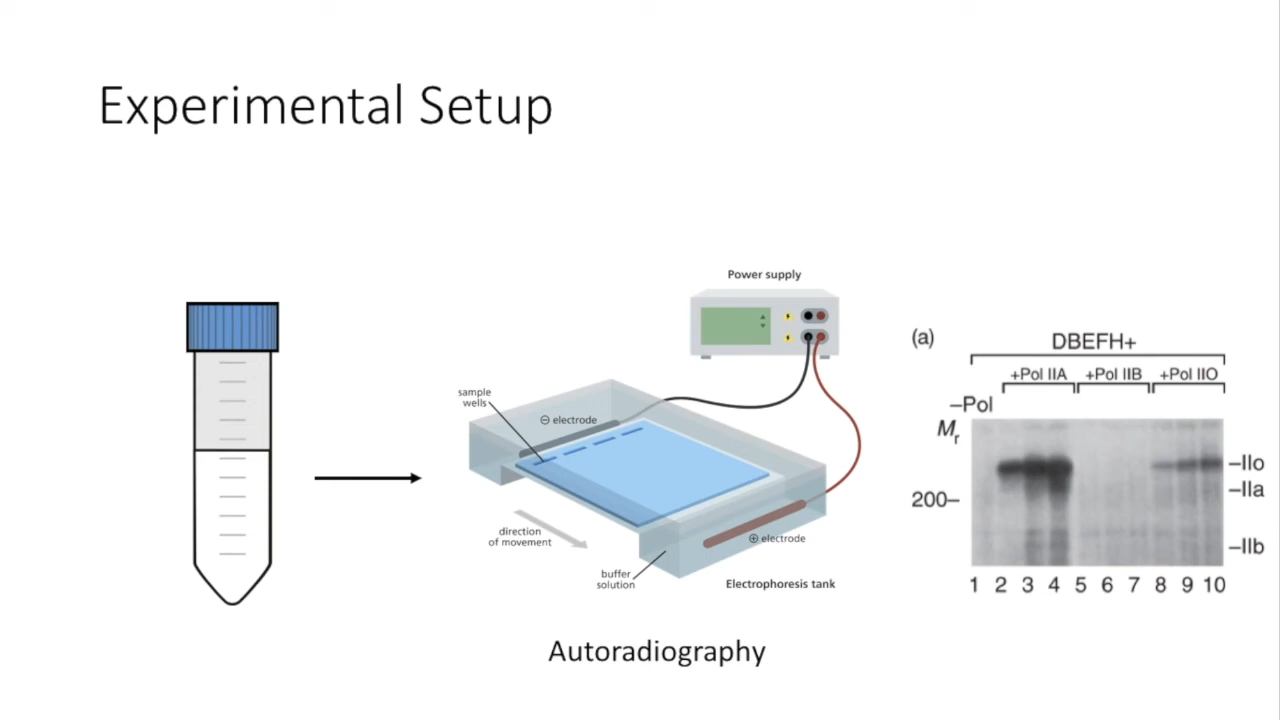 Experimental Setup
Power supply
sample
wells
⊖ electrode
direction
of movement
buffer
solution
⊕ electrode
Electrophoresis tank
Autoradiography
(a)
DBEFH+
+Pol IIA +Pol IIB +Pol IIO
–Pol
Mr
200–
–IIo
–IIa
–IIb
1 2 3 4 5 6 7 8 9 10